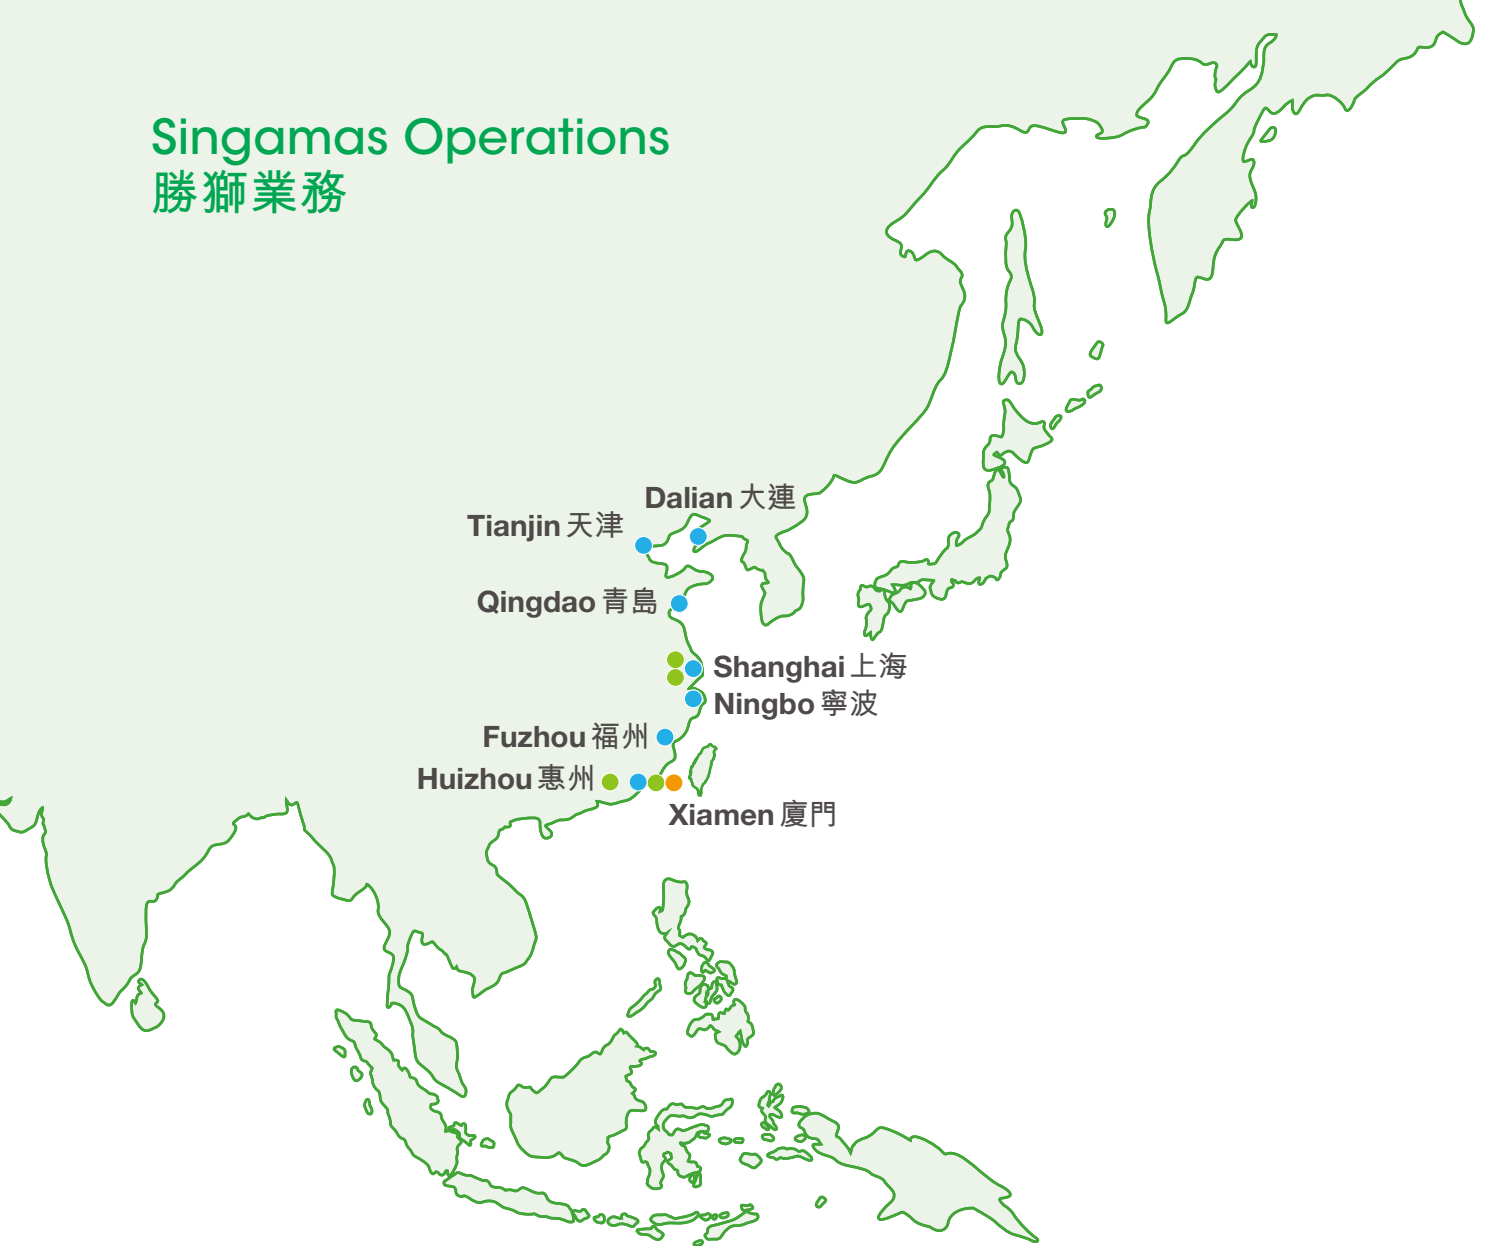 Singamas Operations
勝獅業務
Dalian 大連
Tianjin 天津
Qingdao 青島
Shanghai 上海
Ningbo 寧波
Fuzhou 福州
Huizhou 惠州
Xiamen 廈門